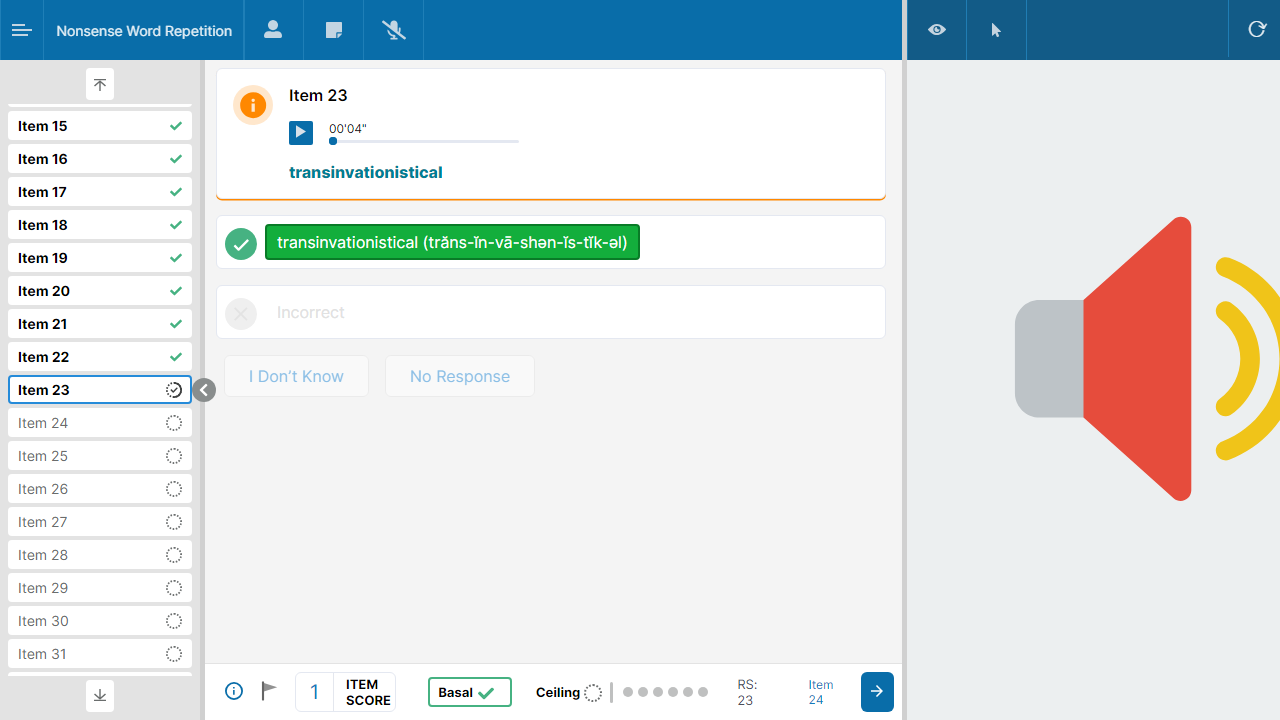 Nonsense Word Repetition
Item 15
Item 16
Item 17
Item 18
Item 19
Item 20
Item 21
Item 22
Item 23
Item 24
Item 25
Item 26
Item 27
Item 28
Item 29
Item 30
Item 31
Item 23
00'04"
transinvationistical
transinvationistical (trăns-ĭn-vā-shən-ĭs-tĭk-əl)
Incorrect
I Don't Know
No Response
1
ITEM
SCORE
Basal
Ceiling
RS:
23
Item
24